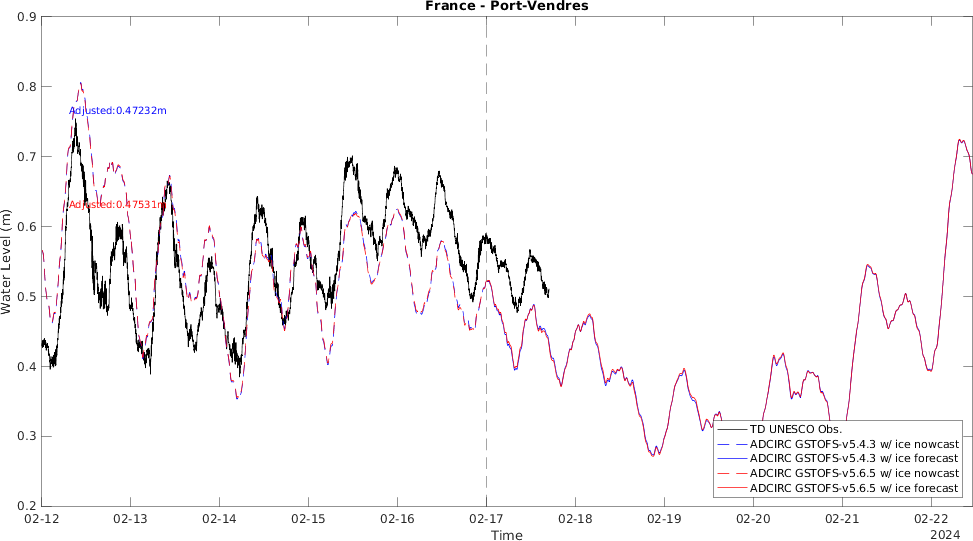 France - Port-Vendres
Water Level (m)
0.9
0.8
0.7
0.6
0.5
0.4
0.3
0.2
Adjusted:0.47232m
Adjusted:0.47531m
TD UNESCO Obs.
ADCIRC GSTOFS-v5.4.3 w/ ice nowcast
ADCIRC GSTOFS-v5.4.3 w/ ice forecast
ADCIRC GSTOFS-v5.6.5 w/ ice nowcast
ADCIRC GSTOFS-v5.6.5 w/ ice forecast
02-12 02-13 02-14 02-15 02-16 02-17 02-18 02-19 02-20 02-21 02-22
Time
2024